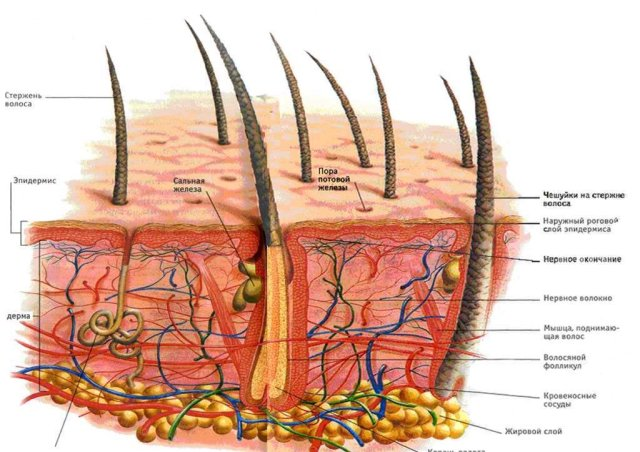 Стержень
волоса
Эпидермис
Сальная
железа
Пора
потовой
железы
Чешуйки на стержне
волоса
Наружный роговой
слой эпидермиса
Нервное окончание
дерма
Нервное волокно
Мышца, поднимаю-
щая волос
Волосяной
фолликул
Кровеносные
сосуды
Жировой слой